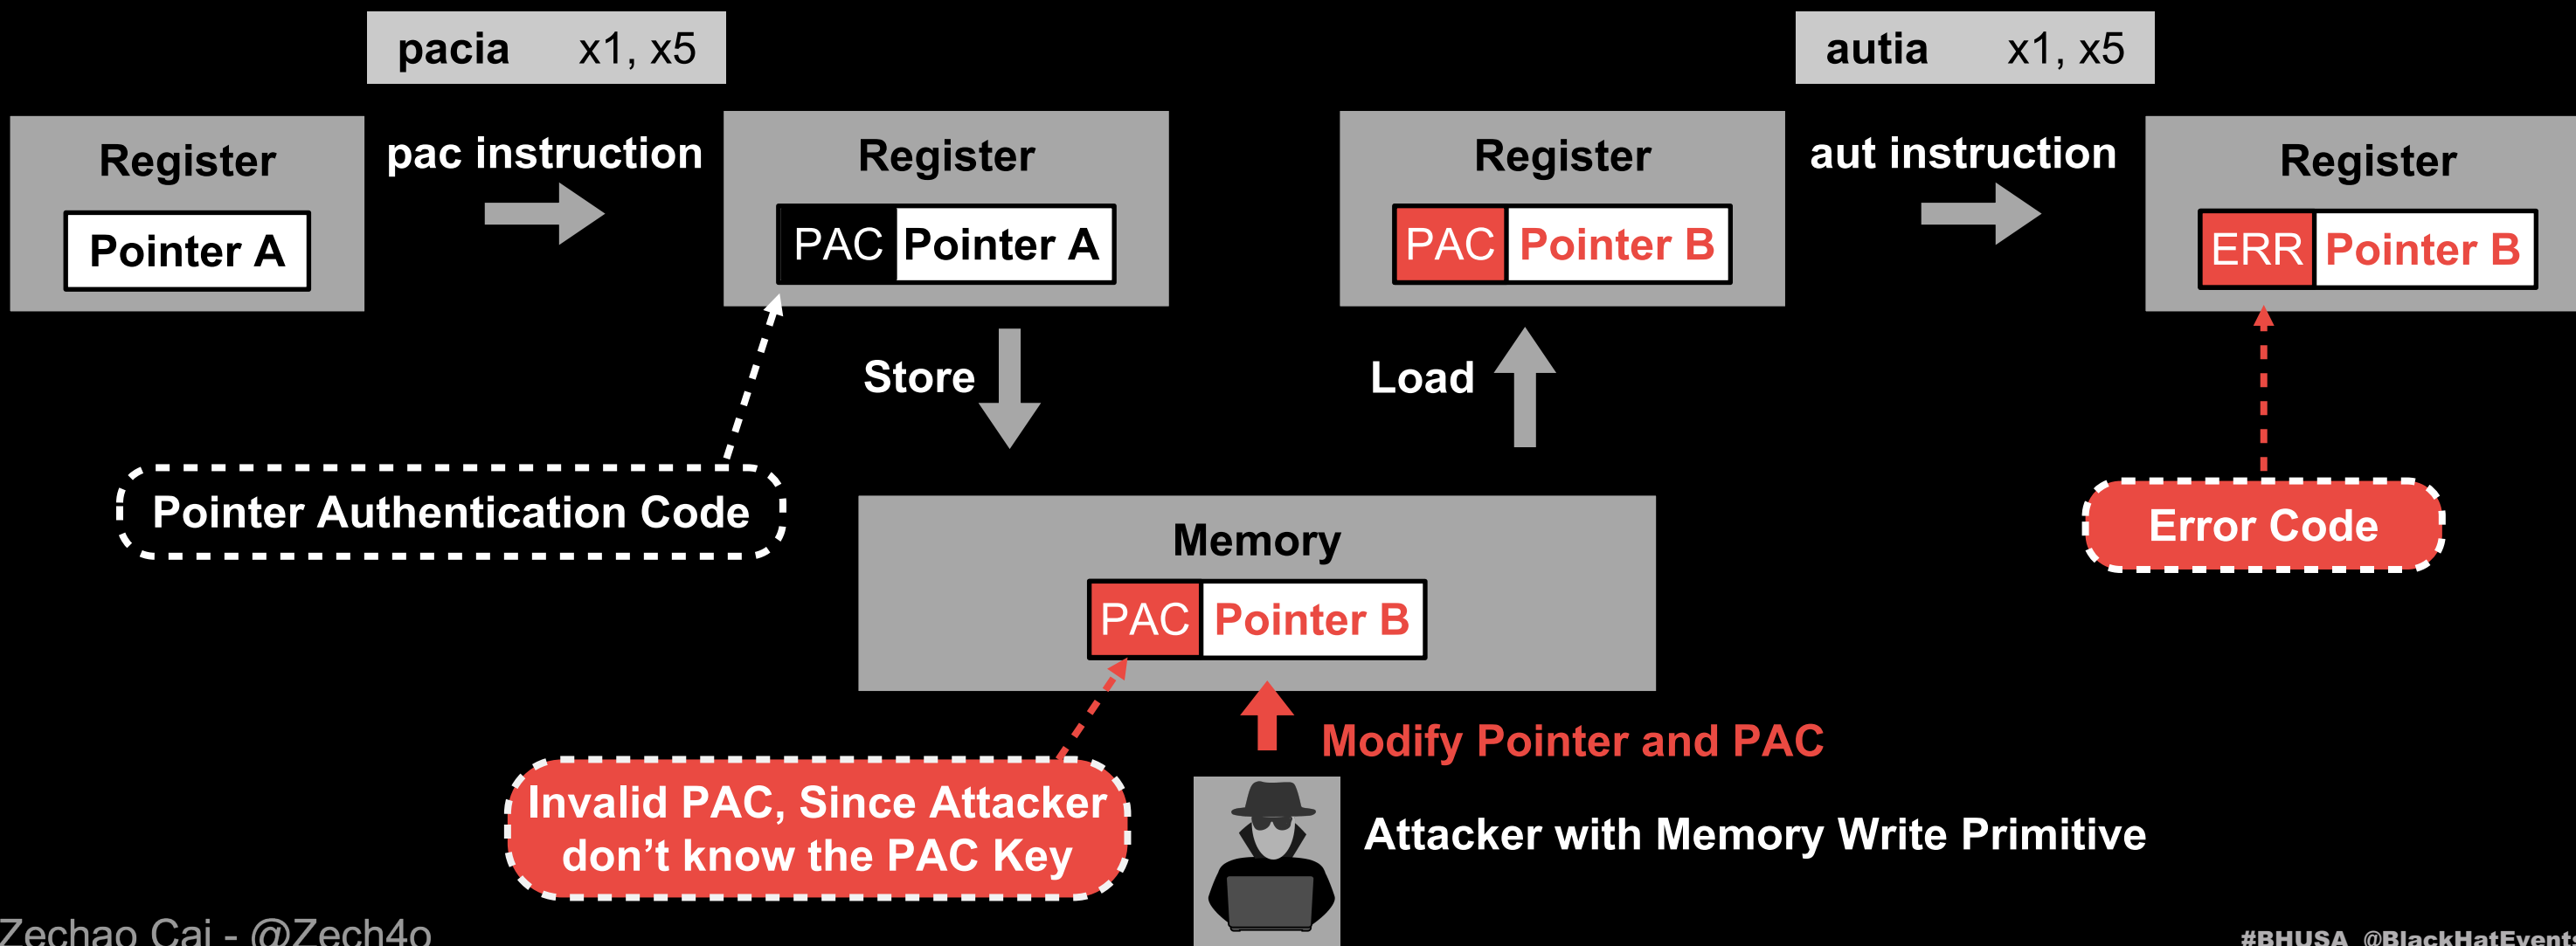 pacia x1, x5
autia x1, x5
Register
Pointer A
pac instruction
Register
PAC Pointer A
Register
PAC Pointer B
aut instruction
Register
ERR Pointer B
Store
Load
Pointer Authentication Code
Memory
PAC Pointer B
Error Code
Modify Pointer and PAC
Invalid PAC, Since Attacker
don't know the PAC Key
Attacker with Memory Write Primitive
Zechao Cai - @Zech4o
#BHUSA @BlackHatEvents